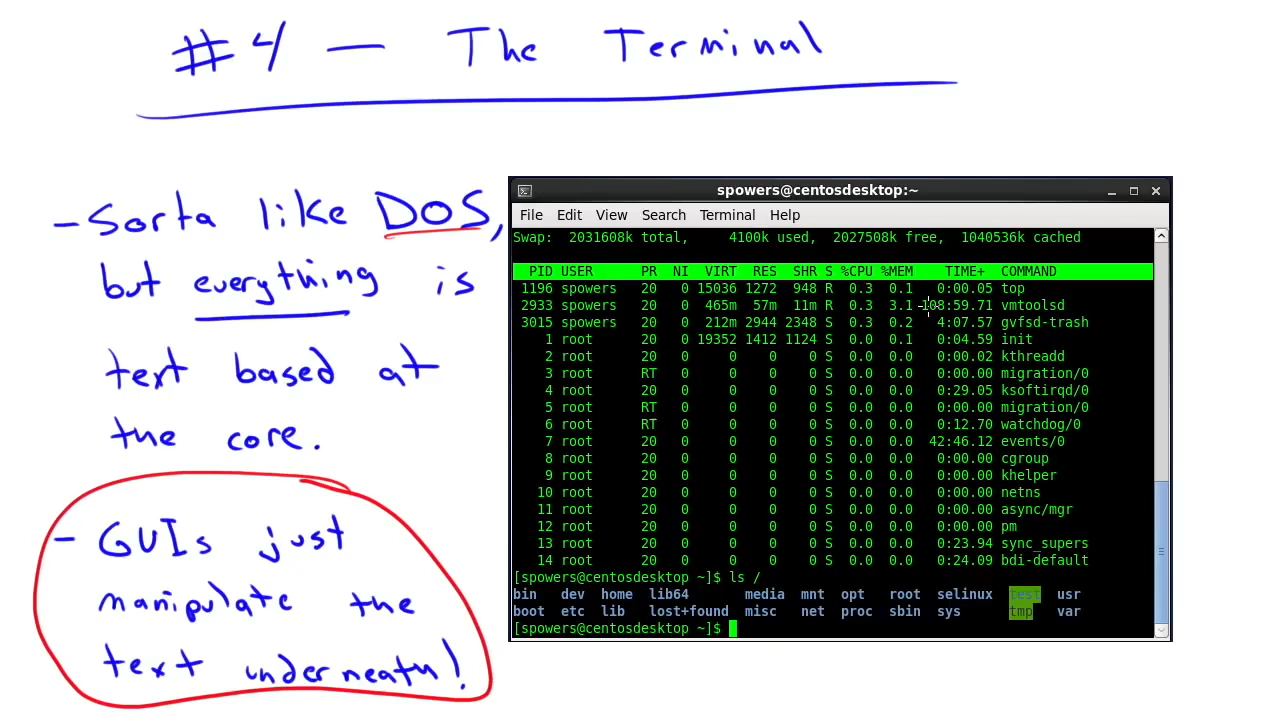 #4 — The Terminal
- Sorta like DOS,
but everything is
text based at
the core.
- GUIs just
manipulate the
text underneath!
spowers@centosdesktop:~
File Edit View Search Terminal Help
Swap: 2031608k total, 4100k used, 2027508k free, 1040536k cached
PID USER PR NI VIRT RES SHR S %CPU %MEM TIME+ COMMAND
1196 spowers 20 0 15036 1272 948 R 0.3 0.1 0:00.05 top
2933 spowers 20 0 465m 57m 11m R 0.3 3.1 108:59.71 vmtoolsd
3015 spowers 20 0 212m 2944 2348 S 0.3 0.2 4:07.57 gvfsd-trash
1 root 20 0 19352 1412 1124 S 0.0 0.1 0:04.59 init
2 root 20 0 0 0 0 S 0.0 0.0 0:00.02 kthreadd
3 root RT 0 0 0 0 S 0.0 0.0 0:00.00 migration/0
4 root 20 0 0 0 0 S 0.0 0.0 0:29.05 ksoftirqd/0
5 root RT 0 0 0 0 S 0.0 0.0 0:00.00 migration/0
6 root RT 0 0 0 0 S 0.0 0.0 0:12.70 watchdog/0
7 root 20 0 0 0 0 S 0.0 0.0 42:46.12 events/0
8 root 20 0 0 0 0 S 0.0 0.0 0:00.00 cgroup
9 root 20 0 0 0 0 S 0.0 0.0 0:00.00 khelper
10 root 20 0 0 0 0 S 0.0 0.0 0:00.00 netns
11 root 20 0 0 0 0 S 0.0 0.0 0:00.00 async/mgr
12 root 20 0 0 0 0 S 0.0 0.0 0:00.00 pm
13 root 20 0 0 0 0 S 0.0 0.0 0:23.94 sync_supers
14 root 20 0 0 0 0 S 0.0 0.0 0:24.09 bdi-default
[spowers@centosdesktop ~]$ ls /
bin dev home lib64 media mnt opt root selinux test usr
boot etc lib lost+found misc net proc sbin sys tmp var
[spowers@centosdesktop ~]$